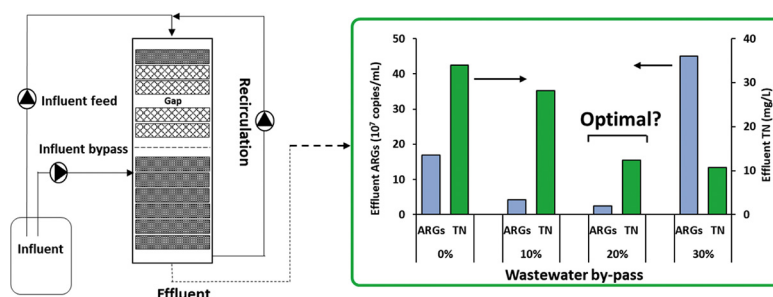 Influent feed
Influent bypass
Influent
Gap
Recirculation
Effluent
Effluent ARGs (10⁷ copies/mL)
50
40
30
20
10
0
Optimal?
40
30
20
10
0
Effluent TN (mg/L)
ARGs TN ARGs TN ARGs TN ARGs TN
0% 10% 20% 30%
Wastewater by-pass